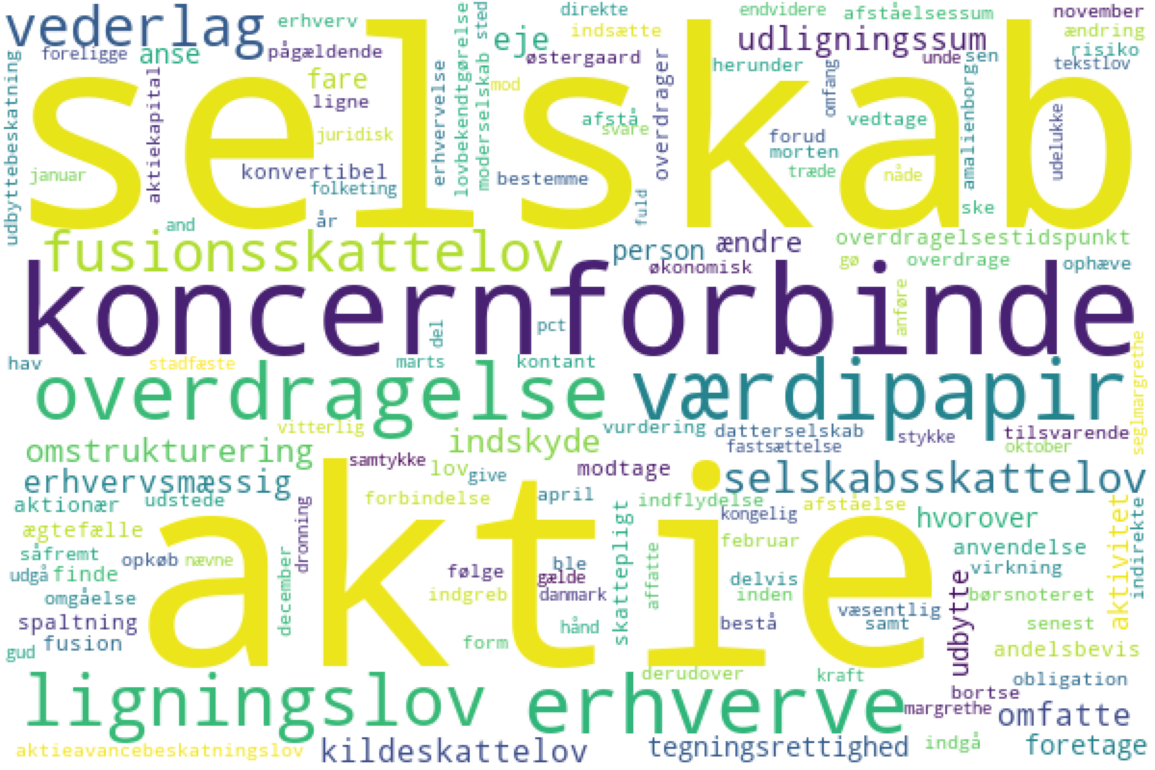 vederlag
erhverv
direkte
endvidere
afståelsessum
november
foreligge
anse
pågældende
eje
indsætte
udligningssum
ændring
risiko
østergaard
herunder
unde
sen
tekstlov
udbyttebeskatning
fare
ligne
aktiekapital
juridisk
januar
konvertibel
folketing
and
år
erhvervelse
lovbekendtgørelse
moderselskab
sted
mod
afstå
svare
overdrager
bestemme
fuld
forud
morten
træde
omfang
vedtage
nåde
amalienborg
udelukke
ske
selskab
fusionsskattelov
person
ændre
økonomisk
overdragelsestidspunkt
gø
overdrage
ophæve
koncernforbinde
anføre
del
pct
hav
stadfæste
marts
kontant
seglmargrethe
overdragelse
værdipapir
vitterlig
vurdering
datterselskab
fastsættelse
stykke
tilsvarende
oktober
omstrukturering
indskyde
samtykke
lov
give
modtage
selskabsskattelov
erhvervsmæssig
aktionær
udstede
forbindelse
april
indflydelse
kongelig
afståelse
hvorover
ægtefælle
dronning
skattepligt
februar
aktivitet
indirekte
såfremt
opkøb
nævne
udgå
finde
december
følge
ble
gælde
danmark
affatte
delvis
inden
anvendelse
virkning
børsnoteret
omgåelse
indgreb
væsentlig
samt
bestå
udbytte
spaltning
fusion
gud
form
hånd
senest
andelsbevis
aktie
derudover
kraft
obligation
bortse
margrethe
omfatte
ligningslov
erhverve
aktieavancebeskatningslov
kildeskattelov
tegningsrettighed
indgå
foretage